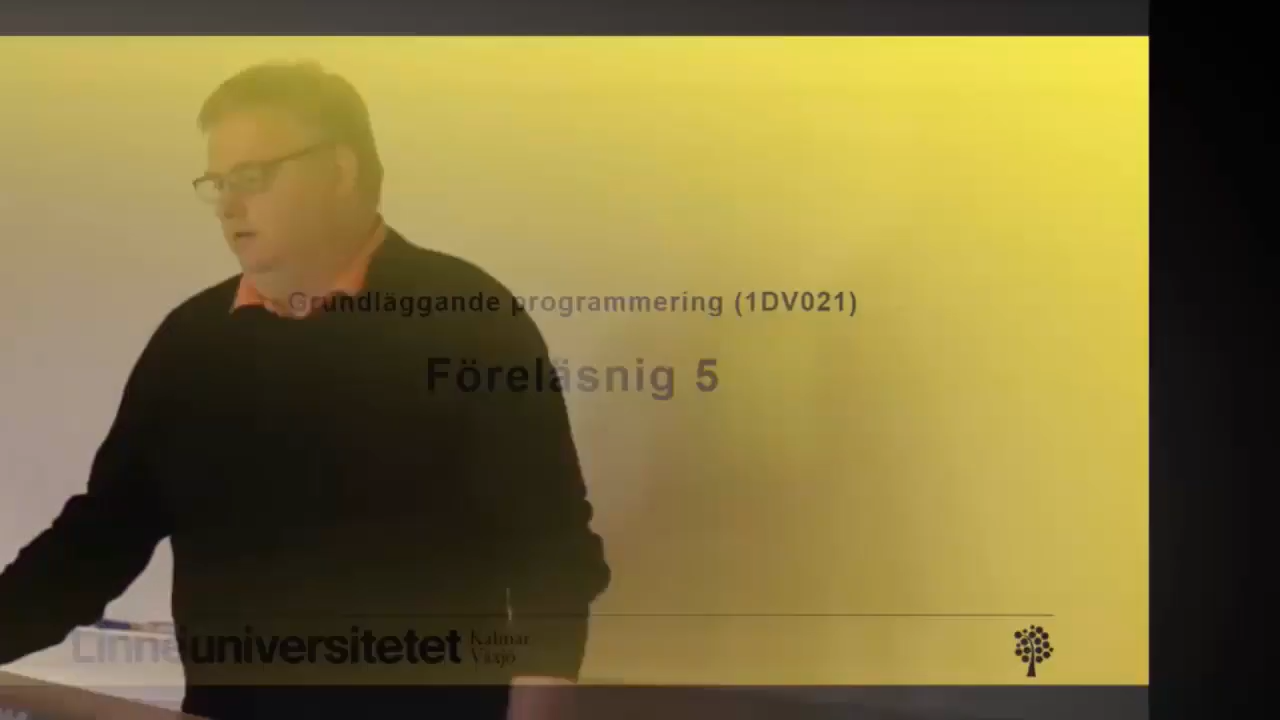 Grundläggande programmering (1DV021)
Föreläsnig 5
Linnéuniversitetet
Kalmar
Växjö